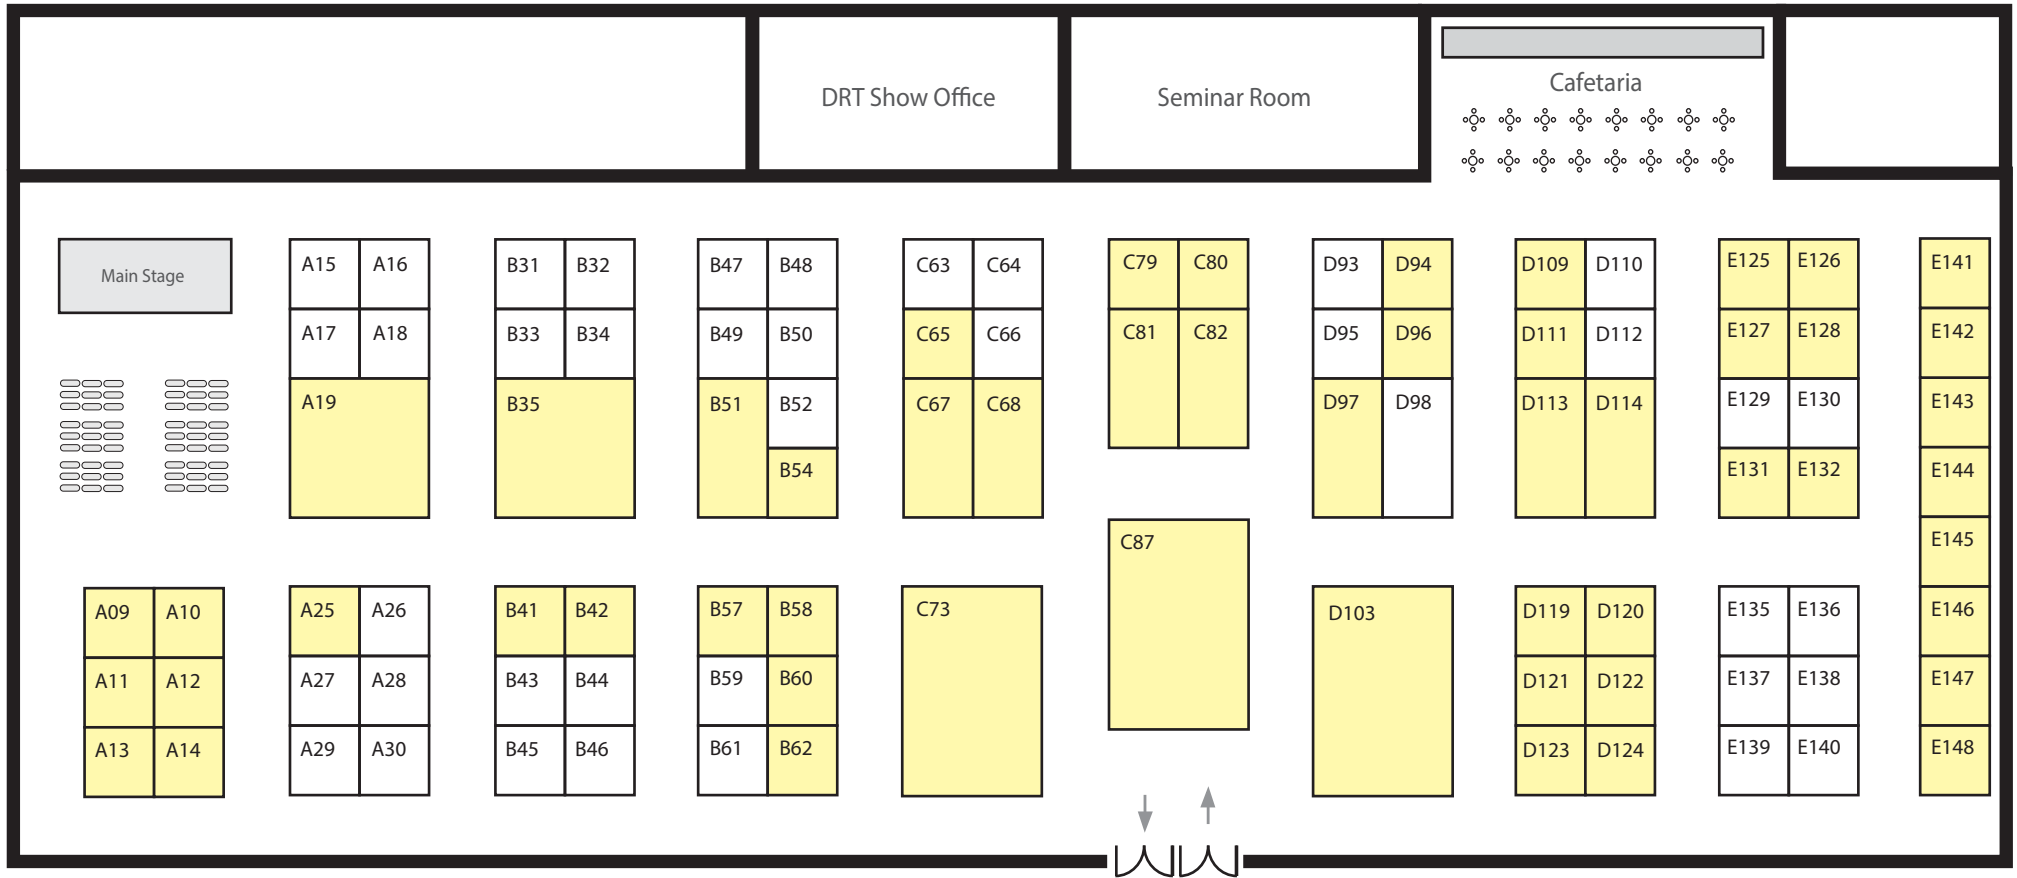 DRT Show Office
Seminar Room
Cafetaria
Main Stage
A15 A16
A17 A18
A19
B31 B32
B33 B34
B35
B47 B48
B49 B50
B51 B52
B54
C63 C64
C65 C66
C67 C68
C79 C80
C81 C82
C87
D93 D94
D95 D96
D97 D98
D109 D110
D111 D112
D113 D114
E125 E126
E127 E128
E129 E130
E131 E132
E141
E142
E143
E144
E145
E146
E147
E148
A09 A10
A11 A12
A13 A14
A25 A26
A27 A28
A29 A30
B41 B42
B43 B44
B45 B46
B57 B58
B59 B60
B61 B62
C73
D103
D119 D120
D121 D122
D123 D124
E135 E136
E137 E138
E139 E140